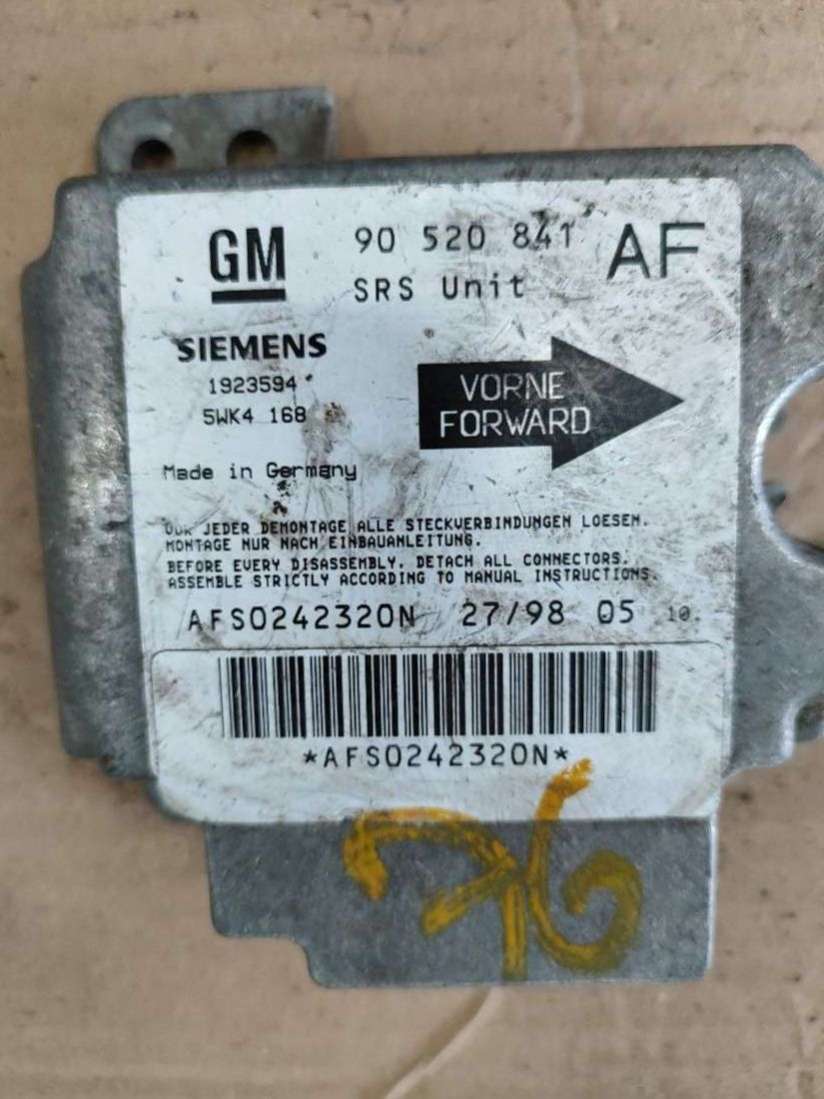 GM
90 520 841 AF
SRS Unit
SIEMENS
1923594
5WK4 168
VORNE
FORWARD
Made in Germany
JEDER DEMONTAGE ALLE STECKVERBINDUNGEN LOESEN.
MONTAGE NUR NACH EINBAUANLEITUNG.
BEFORE EVERY DISASSEMBLY. DETACH ALL CONNECTORS.
ASSEMBLE STRICTLY ACCORDING TO MANUAL INSTRUCTIONS.
AFS0242320N 27/98 05 10.
*AFS0242320N*